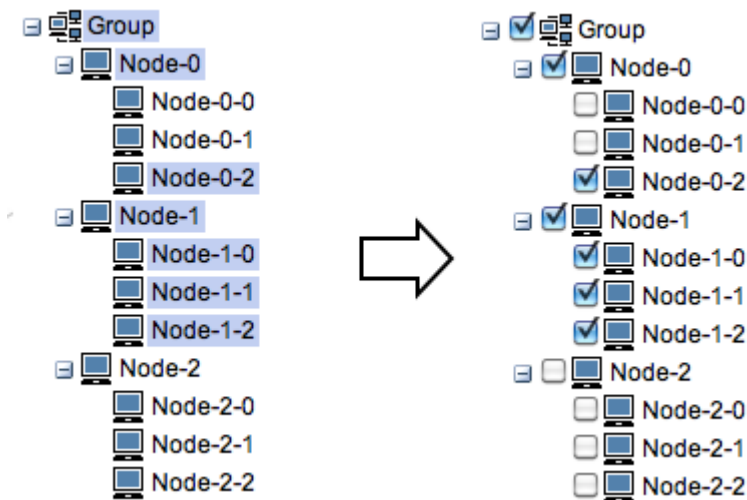 Group
Node-0
Node-0-0
Node-0-1
Node-0-2
Node-1
Node-1-0
Node-1-1
Node-1-2
Node-2
Node-2-0
Node-2-1
Node-2-2
Group
Node-0
Node-0-0
Node-0-1
Node-0-2
Node-1
Node-1-0
Node-1-1
Node-1-2
Node-2
Node-2-0
Node-2-1
Node-2-2